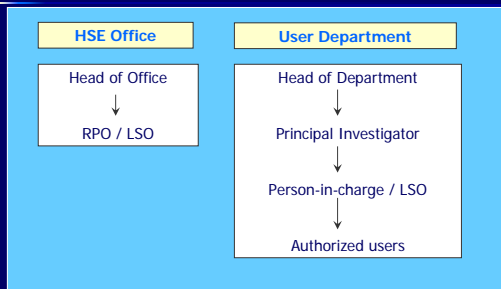 HSE Office
Head of Office
RPO / LSO
User Department
Head of Department
Principal Investigator
Person-in-charge / LSO
Authorized users